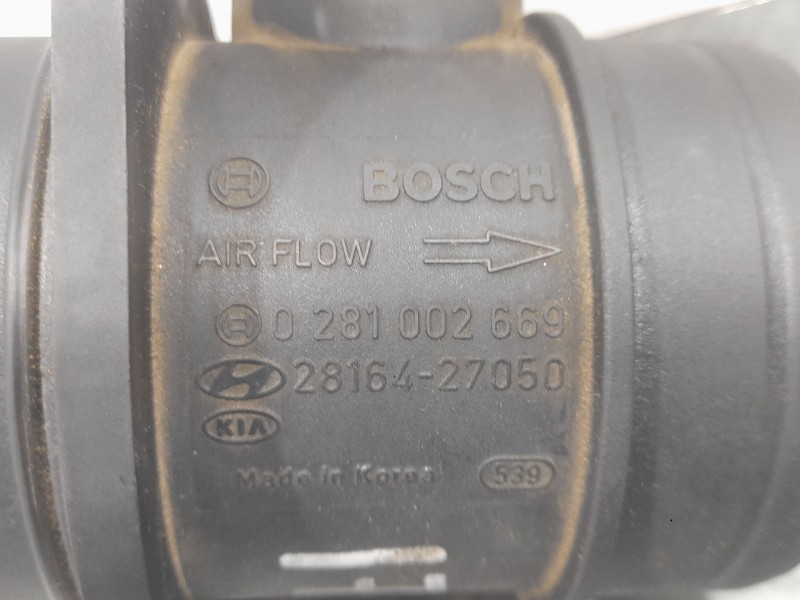 BOSCH
AIR FLOW
0 281 002 669
28164-27050
KIA
Made in Korea 539